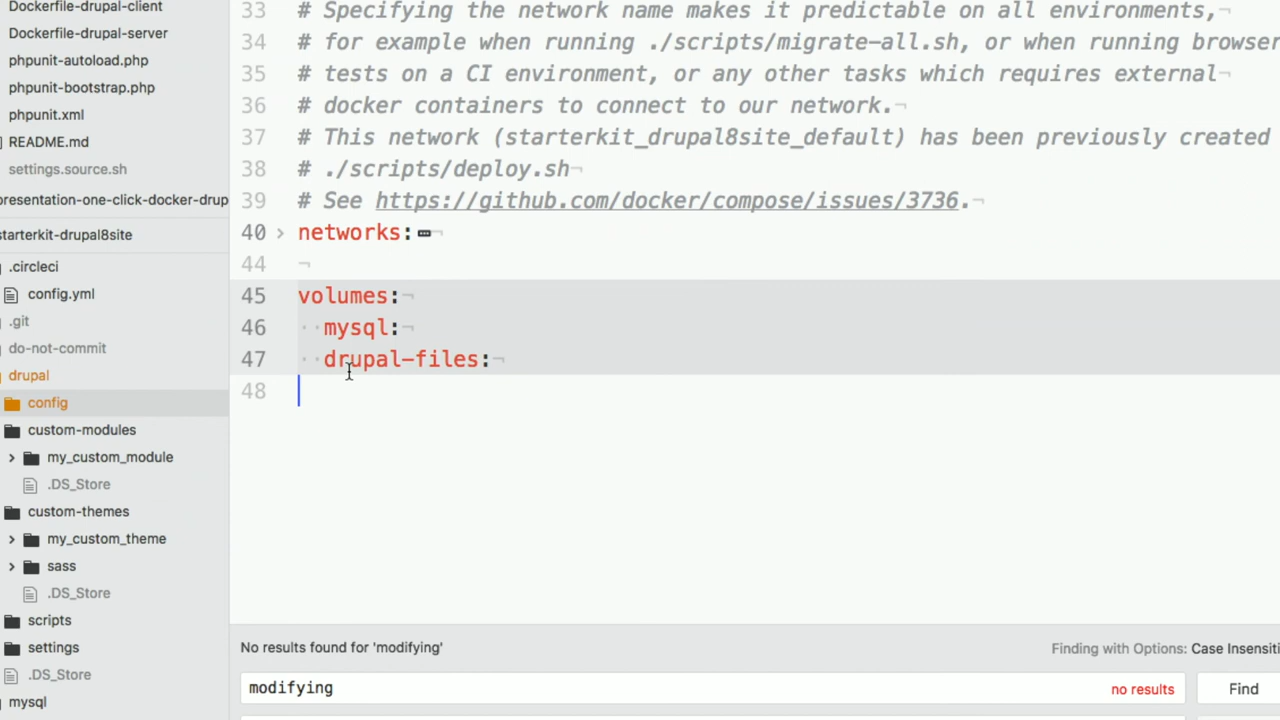 Dockerfile-drupal-client
Dockerfile-drupal-server
phpunit-autoload.php
phpunit-bootstrap.php
phpunit.xml
README.md
settings.source.sh
presentation-one-click-docker-drup
starterkit-drupal8site
.circleci
config.yml
.git
do-not-commit
drupal
config
custom-modules
my_custom_module
.DS_Store
custom-themes
my_custom_theme
sass
.DS_Store
scripts
settings
.DS_Store
mysql
33 # Specifying the network name makes it predictable on all environments,¬
34 # for example when running ./scripts/migrate-all.sh, or when running browser
35 # tests on a CI environment, or any other tasks which requires external¬
36 # docker containers to connect to our network.¬
37 # This network (starterkit_drupal8site_default) has been previously created
38 # ./scripts/deploy.sh¬
39 # See https://github.com/docker/compose/issues/3736.¬
40 networks:¬
44 ¬
45 volumes:¬
46 ··mysql:¬
47 ··drupal-files:¬
48
No results found for 'modifying'
Finding with Options: Case Insensiti
modifying
no results
Find